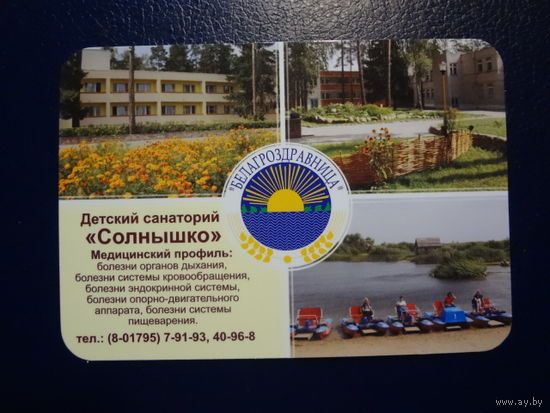 "БЕЛАГРОЗДРАВНИЦА"
Детский санаторий
«Солнышко»
Медицинский профиль:
болезни органов дыхания,
болезни системы кровообращения,
болезни эндокринной системы,
болезни опорно-двигательного
аппарата, болезни системы
пищеварения.
тел.: (8-01795) 7-91-93, 40-96-8
www.ay.by